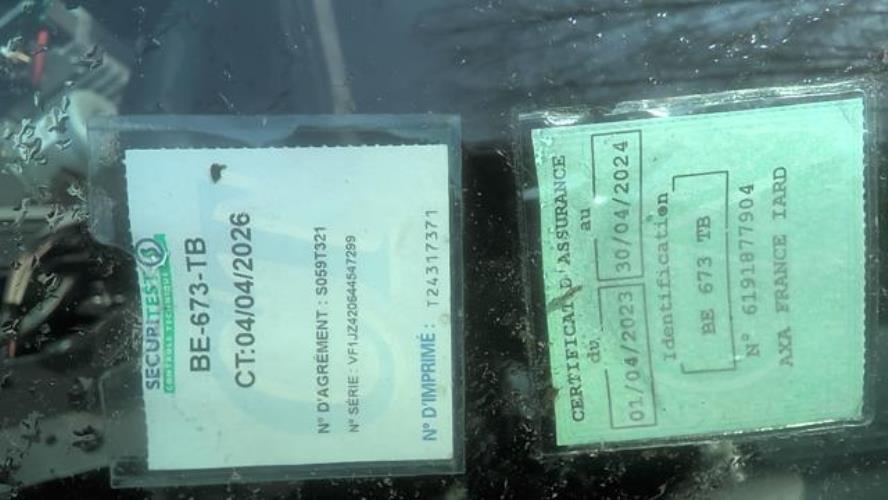 SECURITEST
CONTRÔLE TECHNIQUE
BE-673-TB
CT:04/04/2026
N° D'AGRÉMENT : S059T321
N° SÉRIE : VF1JZ420644547299
N° D'IMPRIMÉ : T24317371
CERTIFICAT D'ASSURANCE
du au
01/04/2023 30/04/2024
Identification
BE 673 TB
N° 6191877904
AXA FRANCE IARD